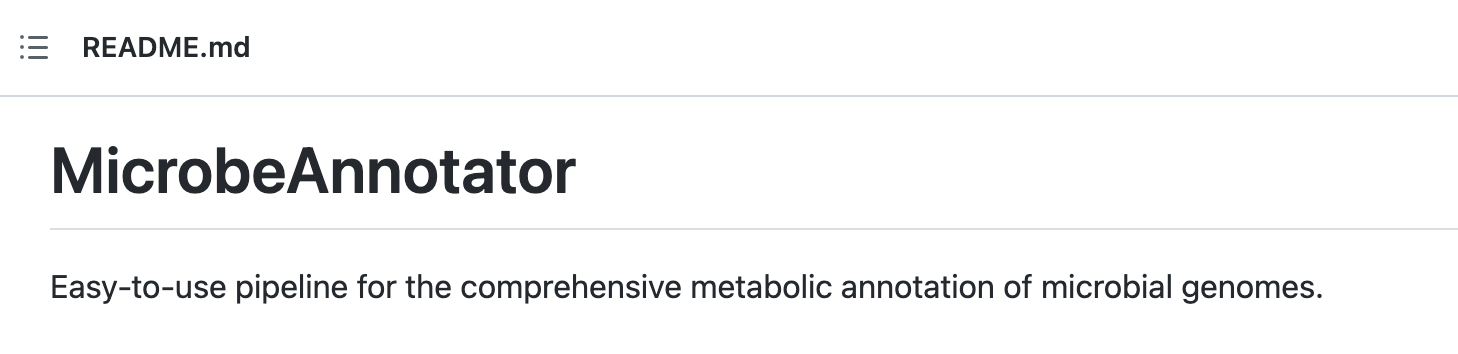 README.md
MicrobeAnnotator
Easy-to-use pipeline for the comprehensive metabolic annotation of microbial genomes.